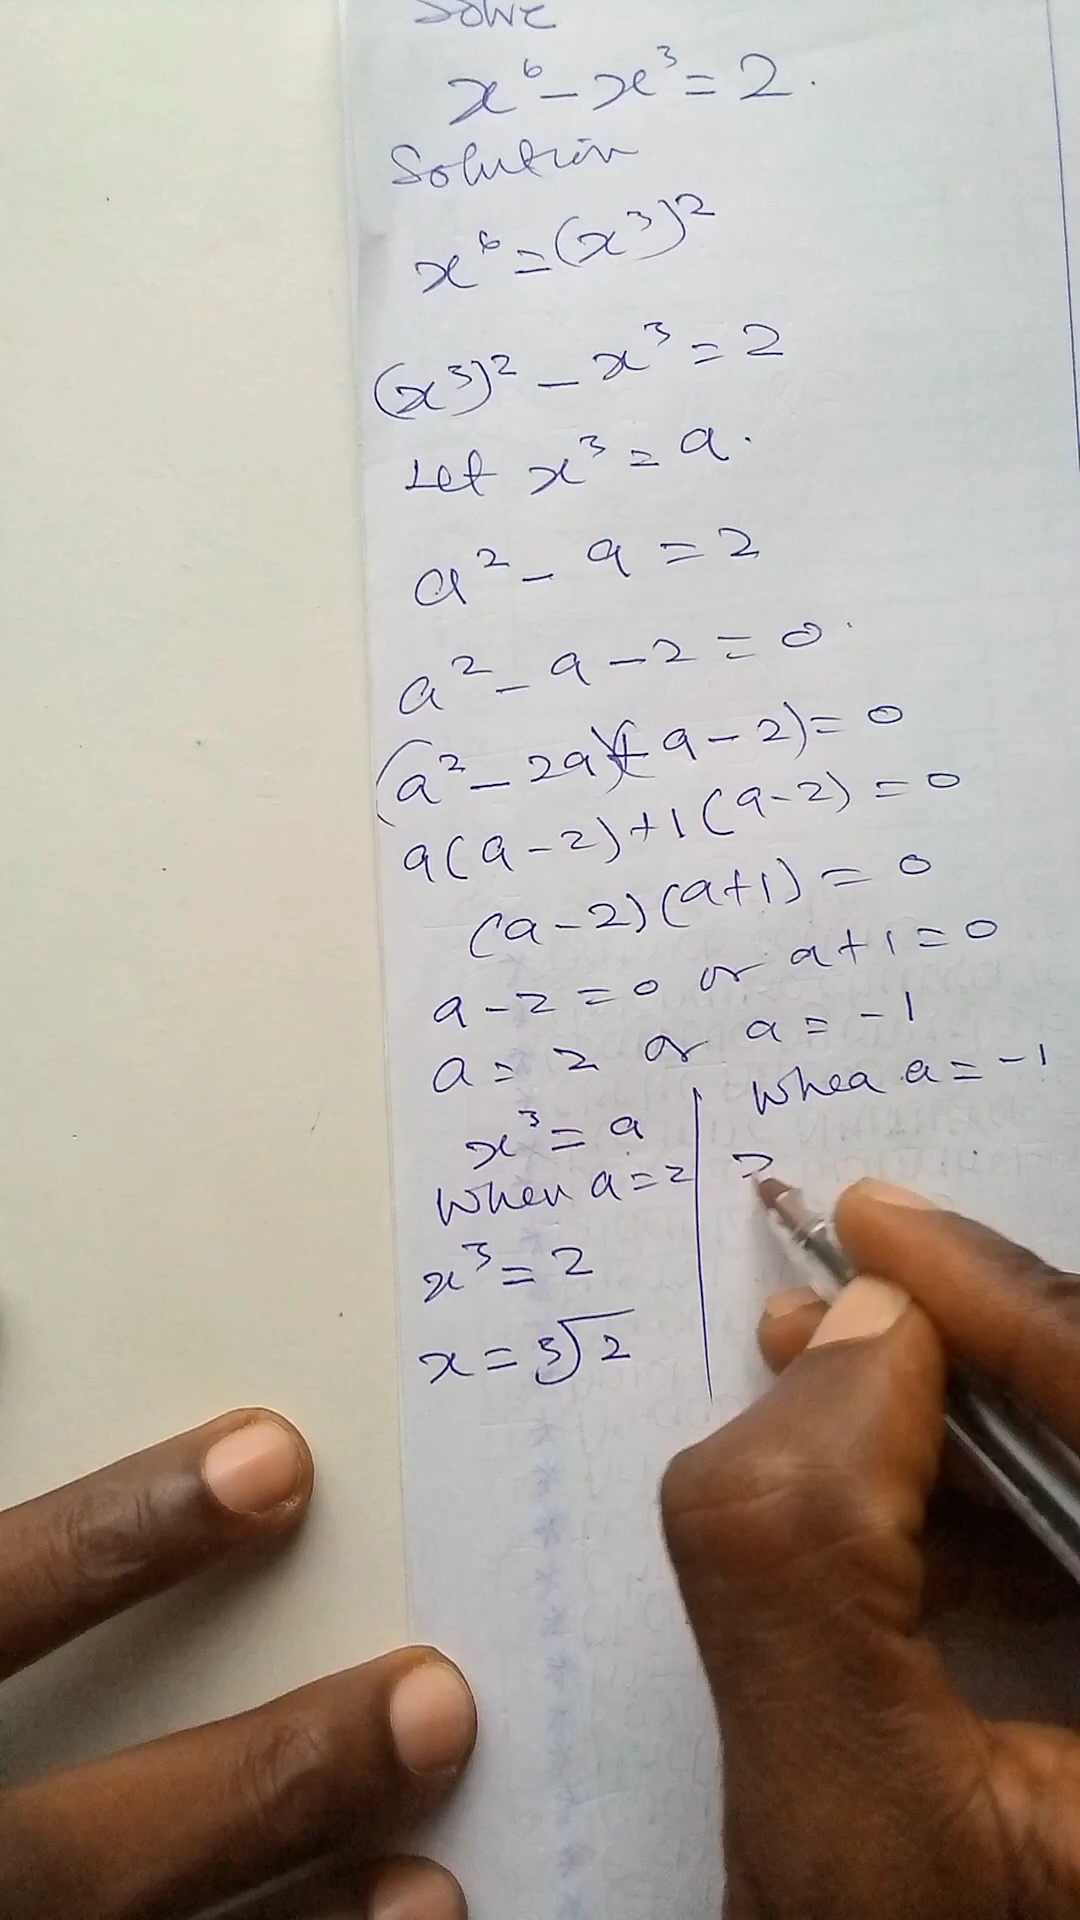 Solve
x⁶ - x³ = 2.
Solution
x⁶ = (x³)²
(x³)² - x³ = 2
Let x³ = a.
a² - a = 2
a² - a - 2 = 0.
(a² - 2a)(+ a - 2) = 0
a(a - 2) + 1(a - 2) = 0
(a - 2)(a + 1) = 0
a - 2 = 0 or a + 1 = 0
a = 2 or a = -1
x³ = a
When a = 2
x³ = 2
x = ∛2
When a = -1